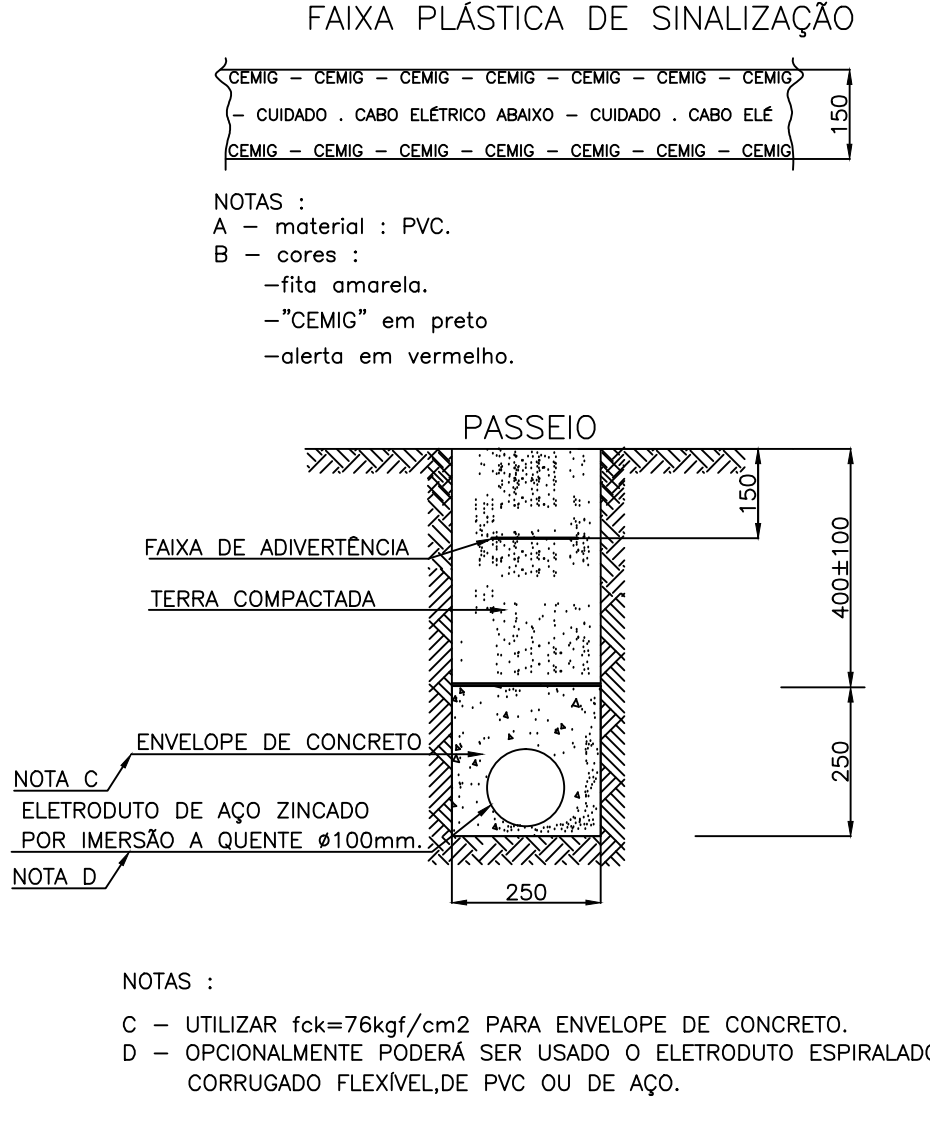 FAIXA PLÁSTICA DE SINALIZAÇÃO
CEMIG – CEMIG – CEMIG – CEMIG – CEMIG – CEMIG – CEMIG
– CUIDADO . CABO ELÉTRICO ABAIXO – CUIDADO . CABO ELÉ
CEMIG – CEMIG – CEMIG – CEMIG – CEMIG – CEMIG – CEMIG
150
NOTAS :
A – material : PVC.
B – cores :
–fita amarela.
–"CEMIG" em preto
–alerta em vermelho.
PASSEIO
150
400±100
FAIXA DE ADIVERTÊNCIA
TERRA COMPACTADA
ENVELOPE DE CONCRETO
250
NOTA C
ELETRODUTO DE AÇO ZINCADO
POR IMERSÃO A QUENTE ø100mm.
NOTA D
250
NOTAS :
C – UTILIZAR fck=76kgf/cm2 PARA ENVELOPE DE CONCRETO.
D – OPCIONALMENTE PODERÁ SER USADO O ELETRODUTO ESPIRALADO
CORRUGADO FLEXÍVEL,DE PVC OU DE AÇO.